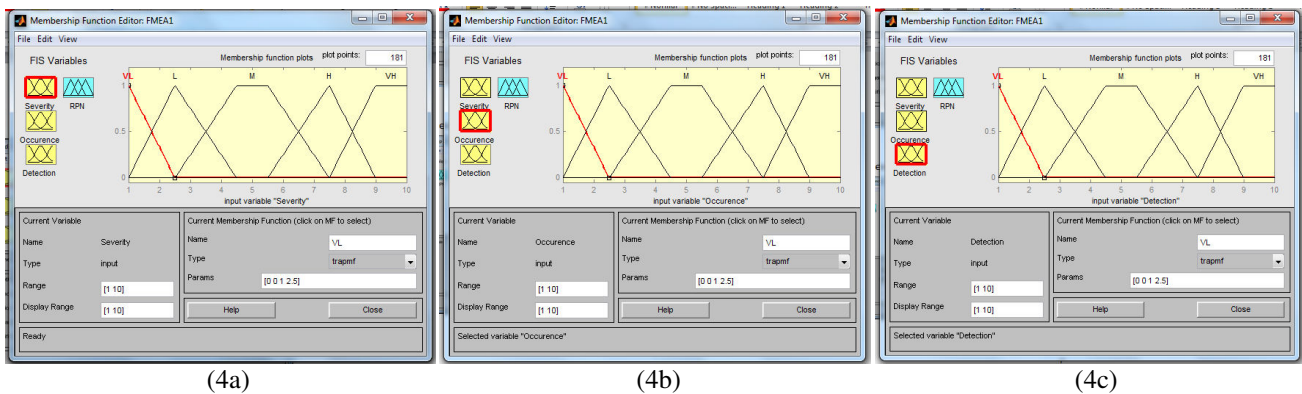 Membership Function Editor: FMEA1
File Edit View
FIS Variables
Membership function plots plot points: 181
VL L M H VH
Severity RPN
Occurence
Detection
1
0.5
0
1 2 3 4 5 6 7 8 9 10
input variable "Severity"
Current Variable
Name Severity
Type input
Range [1 10]
Display Range [1 10]
Current Membership Function (click on MF to select)
Name VL
Type trapmf
Params [0 0 1 2.5]
Help Close
Ready
(4a)
Membership Function Editor: FMEA1
File Edit View
FIS Variables
Membership function plots plot points: 181
VL L M H VH
Severity RPN
Occurence
Detection
1
0.5
0
1 2 3 4 5 6 7 8 9 10
input variable "Occurence"
Current Variable
Name Occurence
Type input
Range [1 10]
Display Range [1 10]
Current Membership Function (click on MF to select)
Name VL
Type trapmf
Params [0 0 1 2.5]
Help Close
Selected variable "Occurence"
(4b)
Membership Function Editor: FMEA1
File Edit View
FIS Variables
Membership function plots plot points: 181
VL L M H VH
Severity RPN
Occurence
Detection
1
0.5
0
1 2 3 4 5 6 7 8 9 10
input variable "Detection"
Current Variable
Name Detection
Type input
Range [1 10]
Display Range [1 10]
Current Membership Function (click on MF to select)
Name VL
Type trapmf
Params [0 0 1 2.5]
Help Close
Selected variable "Detection"
(4c)